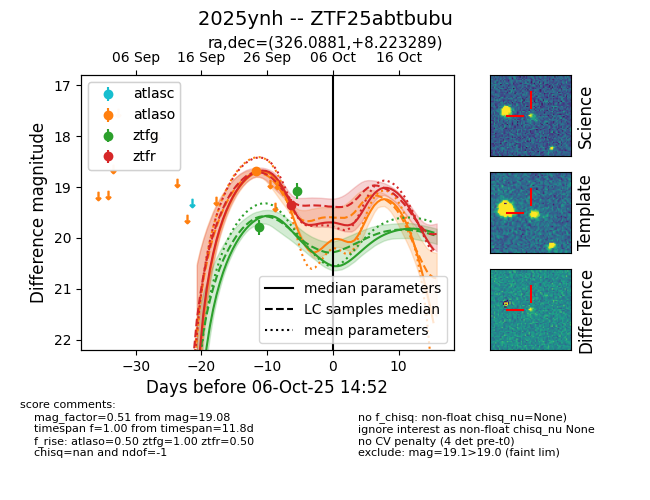 2025ynh -- ZTF25abtbubu
ra,dec=(326.0881,+8.223289)
06 Sep
16 Sep
26 Sep
06 Oct
16 Oct
17
18
19
20
21
22
Difference magnitude
atlasc
atlaso
ztfg
ztfr
median parameters
LC samples median
mean parameters
−30
−20
−10
0
10
Days before 06-Oct-25 14:52
Science
Template
Difference
score comments:
mag_factor=0.51 from mag=19.08
timespan f=1.00 from timespan=11.8d
f_rise: atlaso=0.50 ztfg=1.00 ztfr=0.50
chisq=nan and ndof=-1
no f_chisq: non-float chisq_nu=None)
ignore interest as non-float chisq_nu None
no CV penalty (4 det pre-t0)
exclude: mag=19.1>19.0 (faint lim)